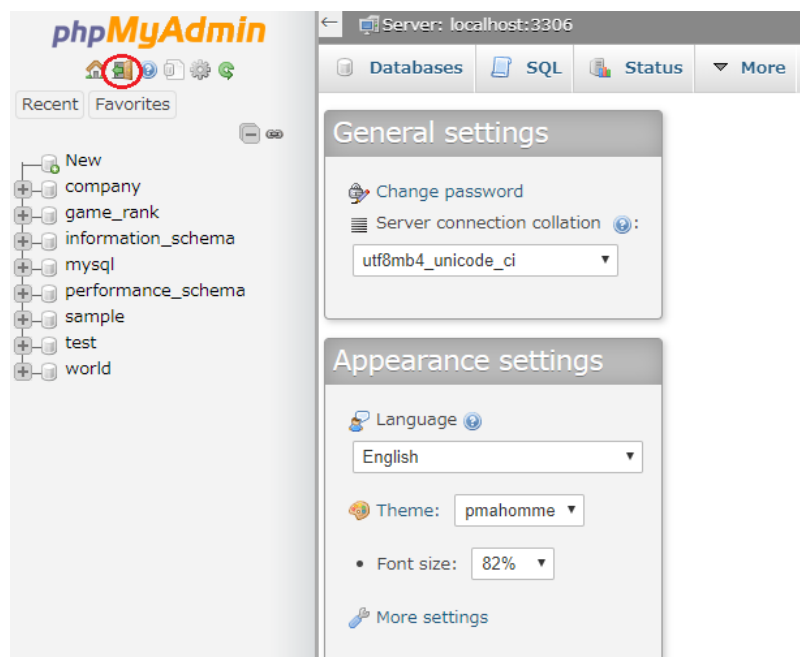 phpMyAdmin
Recent Favorites
New
company
game_rank
information_schema
mysql
performance_schema
sample
test
world
Server: localhost:3306
Databases SQL Status More
General settings
Change password
Server connection collation :
utf8mb4_unicode_ci
Appearance settings
Language
English
Theme: pmahomme
• Font size: 82%
More settings